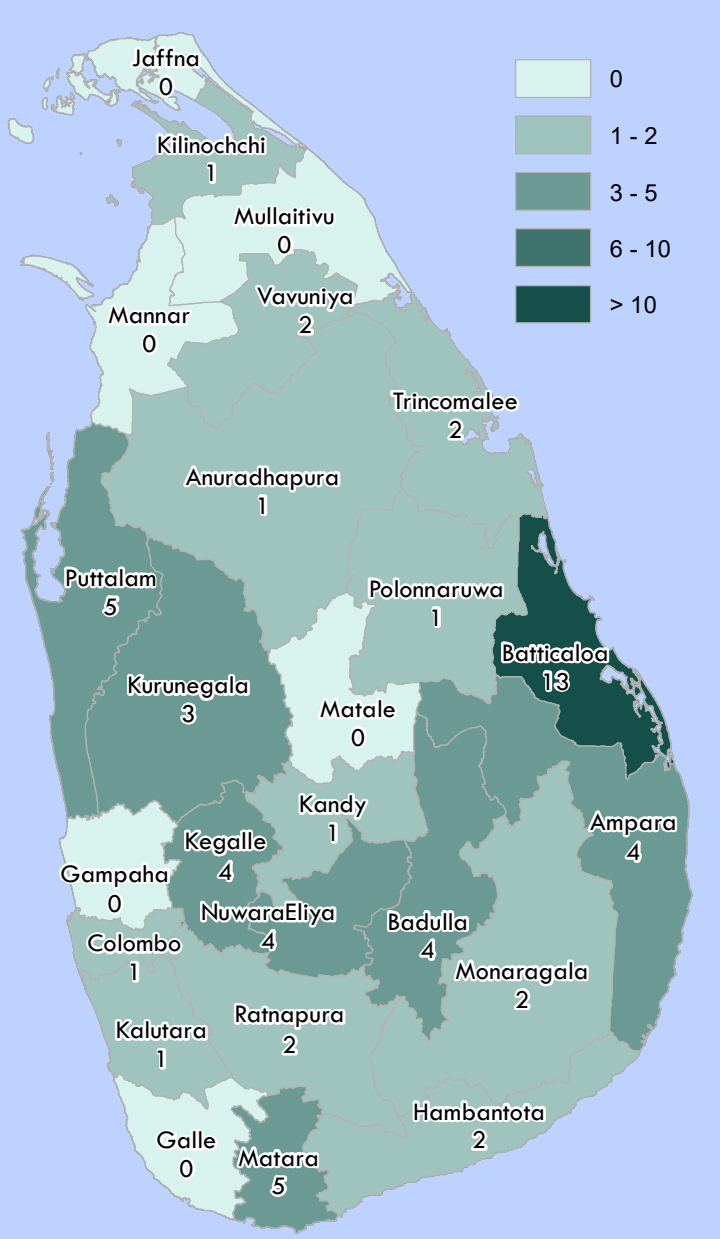 Jaffna
0
0
1 - 2
3 - 5
6 - 10
> 10
Kilinochchi
1
Mullaitivu
0
Vavuniya
2
Mannar
0
Trincomalee
2
Anuradhapura
1
Puttalam
5
Polonnaruwa
1
Batticaloa
13
Kurunegala
3
Matale
0
Kandy
1
Ampara
4
Kegalle
4
Gampaha
0
NuwaraEliya
4
Badulla
4
Colombo
1
Monaragala
2
Ratnapura
2
Kalutara
1
Hambantota
2
Galle
0
Matara
5